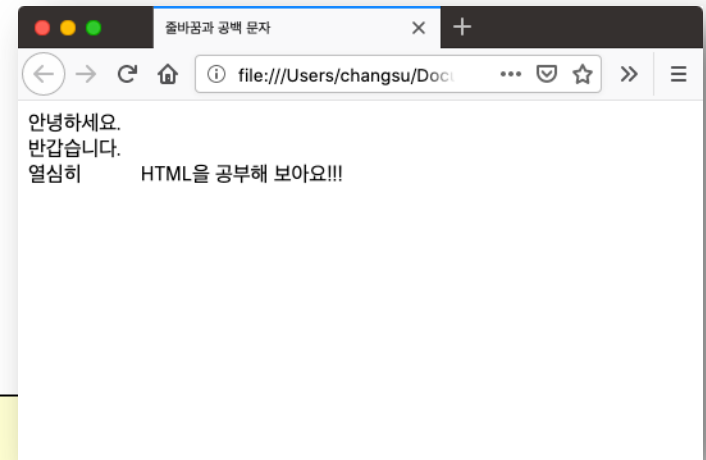 줄바꿈과 공백 문자
file:///Users/changsu/Doc
안녕하세요.
반갑습니다.
열심히 HTML을 공부해 보아요!!!